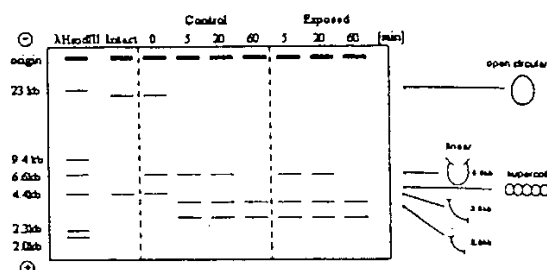 Control Exposed
⊖ λHindIII Intact 0 5 20 60 5 20 60 [min]
origin
23 kb
open circular
linear
9.4 kb
6.6kb
supercoil
4.4kb
2.3kb
2.0kb
⊕